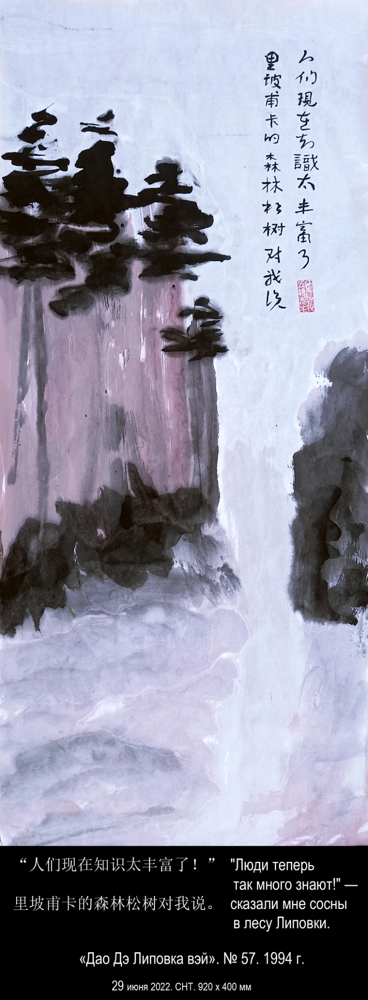 人们現在知識太丰富了
里坡甫卡的森林松树对我说
“人们现在知识太丰富了！”
里坡甫卡的森林松树对我说。
"Люди теперь
так много знают!" —
сказали мне сосны
в лесу Липовки.
«Дао Дэ Липовка вэй». № 57. 1994 г.
29 июня 2022. СНТ. 920 х 400 мм